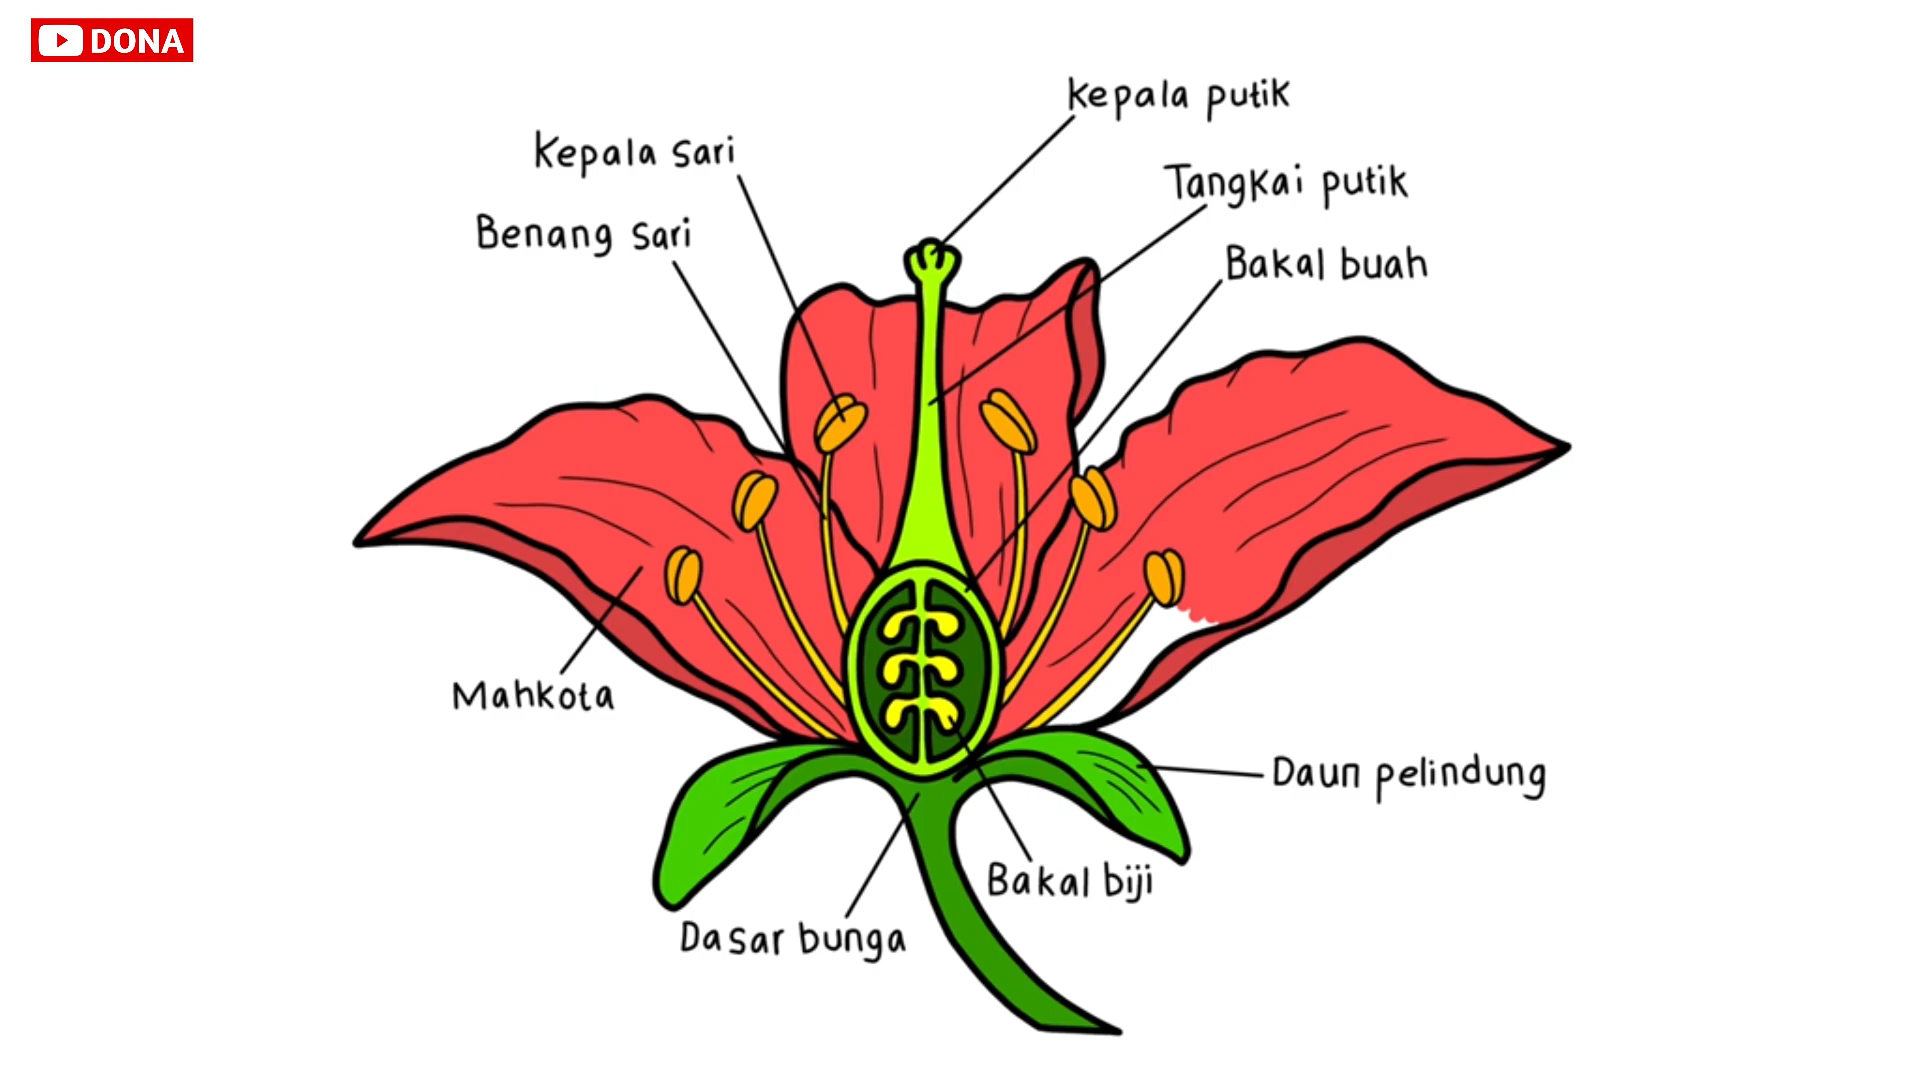 DONA
Kepala putik
Kepala sari
Tangkai putik
Benang sari
Bakal buah
Mahkota
Daun pelindung
Bakal biji
Dasar bunga